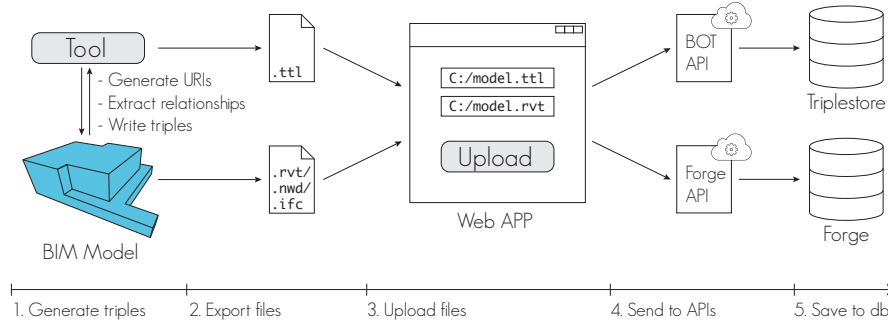 Tool
- Generate URIs
- Extract relationships
- Write triples
BIM Model
.ttl
.rvt/
.nwd/
.ifc
C:/model.ttl
C:/model.rvt
Upload
Web APP
BOT
API
Forge
API
Triplestore
Forge
1. Generate triples
2. Export files
3. Upload files
4. Send to APIs
5. Save to db